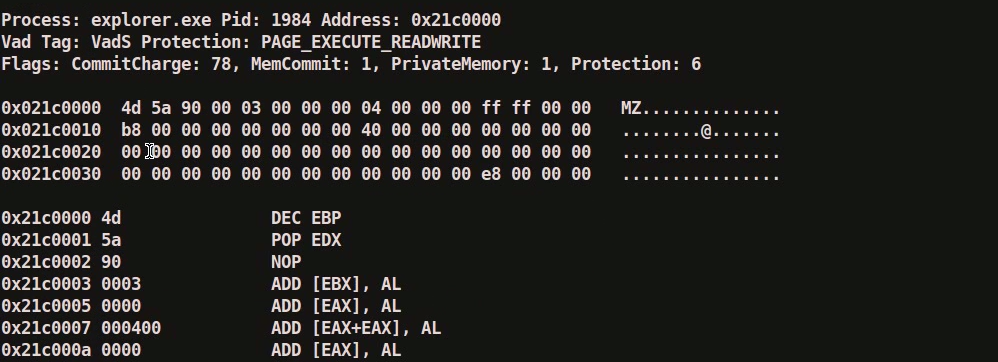 Process: explorer.exe Pid: 1984 Address: 0x21c0000
Vad Tag: VadS Protection: PAGE_EXECUTE_READWRITE
Flags: CommitCharge: 78, MemCommit: 1, PrivateMemory: 1, Protection: 6
0x021c0000  4d 5a 90 00 03 00 00 00 04 00 00 00 ff ff 00 00   MZ..............
0x021c0010  b8 00 00 00 00 00 00 00 40 00 00 00 00 00 00 00   ........@.......
0x021c0020  00 00 00 00 00 00 00 00 00 00 00 00 00 00 00 00   ................
0x021c0030  00 00 00 00 00 00 00 00 00 00 00 00 e8 00 00 00   ................
0x21c0000 4d               DEC EBP
0x21c0001 5a               POP EDX
0x21c0002 90               NOP
0x21c0003 0003             ADD [EBX], AL
0x21c0005 0000             ADD [EAX], AL
0x21c0007 000400           ADD [EAX+EAX], AL
0x21c000a 0000             ADD [EAX], AL